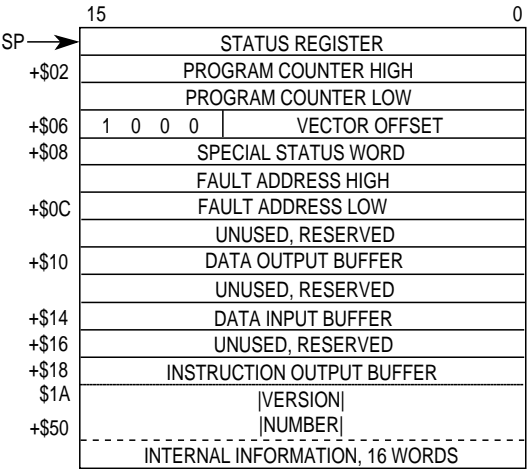 15 0
SP STATUS REGISTER
+$02 PROGRAM COUNTER HIGH
PROGRAM COUNTER LOW
+$06 1 0 0 0 VECTOR OFFSET
+$08 SPECIAL STATUS WORD
FAULT ADDRESS HIGH
+$0C FAULT ADDRESS LOW
UNUSED, RESERVED
+$10 DATA OUTPUT BUFFER
UNUSED, RESERVED
+$14 DATA INPUT BUFFER
+$16 UNUSED, RESERVED
+$18 INSTRUCTION OUTPUT BUFFER
$1A |VERSION|
+$50 |NUMBER|
INTERNAL INFORMATION, 16 WORDS